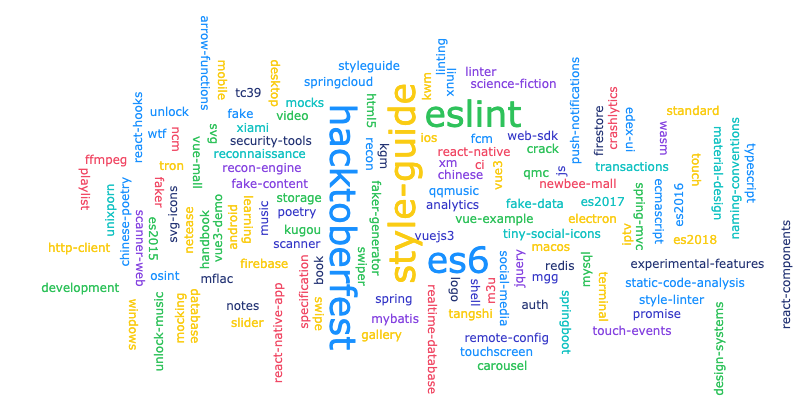 arrow-functions
mobile
tc39
desktop
mocks
styleguide
springcloud
html5
style-guide
kwm
linting
linux
linter
science-fiction
eslint
push-notifications
firestore
crashlytics
ui-xede
wasm
standard
material-design
naming-conventions
typescript
react-hooks
unlock
wtf
ncm
vue-mall
svg
fake
video
xiami
security-tools
reconnaissance
recon-engine
fake-content
hacktoberfest
recon
kgm
ios
fcm
web-sdk
crack
react-native
xm
ci
chinese
vue3
qmc
js
newbee-mall
transactions
touch
ffmpeg
playlist
tron
faker
unixporn
chinese-poetry
scanner-web
es2015
svg-icons
netease
handbook
vue3-demo
android
learning
music
storage
poetry
kugou
scanner
faker-generator
swiper
qqmusic
analytics
fake-data
es2017
vue-example
electron
vuejs3
tiny-social-icons
macos
jvpy
spring-mvc
ecmascript
es2016
es2018
http-client
development
osint
mflac
firebase
specification
book
es6
logo
shell
m3u
social-media
jquery
mgg
redis
mysql
experimental-features
static-code-analysis
style-linter
promise
react-components
swopnim
unlock-music
mocking
database
notes
slider
react-native-app
swipe
spring
mybatis
gallery
realtime-database
tangshi
auth
remote-config
touchscreen
carousel
springboot
terminal
touch-events
design-systems